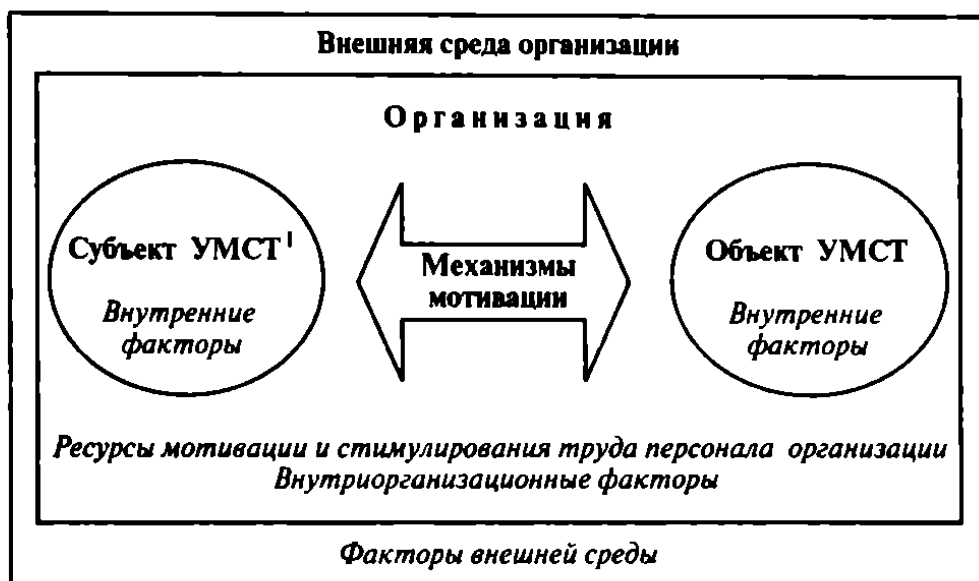 Внешняя среда организации
Организация
Субъект УМСТ¹
Внутренние
факторы
Механизмы
мотивации
Объект УМСТ
Внутренние
факторы
Ресурсы мотивации и стимулирования труда персонала организации
Внутриорганизационные факторы
Факторы внешней среды